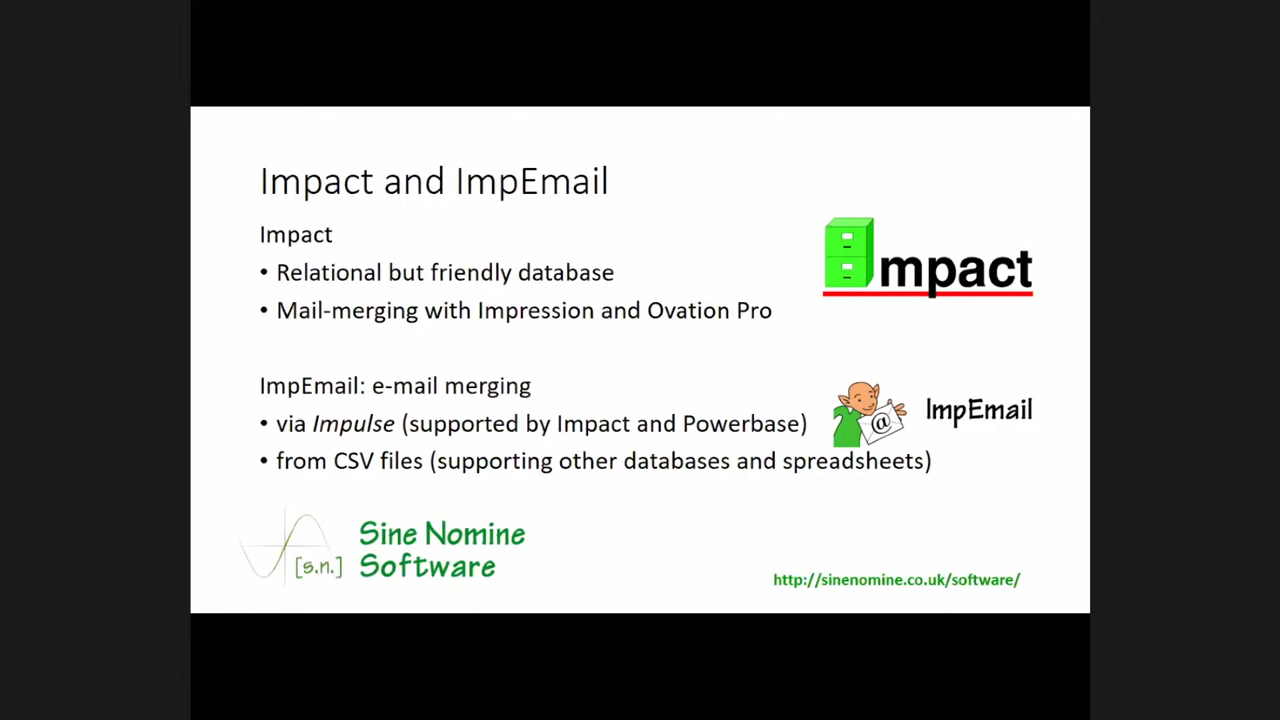 Impact and ImpEmail
Impact
• Relational but friendly database
• Mail-merging with Impression and Ovation Pro
mpact
ImpEmail: e-mail merging
• via Impulse (supported by Impact and Powerbase)
@
ImpEmail
• from CSV files (supporting other databases and spreadsheets)
[s.n.]
Sine Nomine
Software
http://sinenomine.co.uk/software/